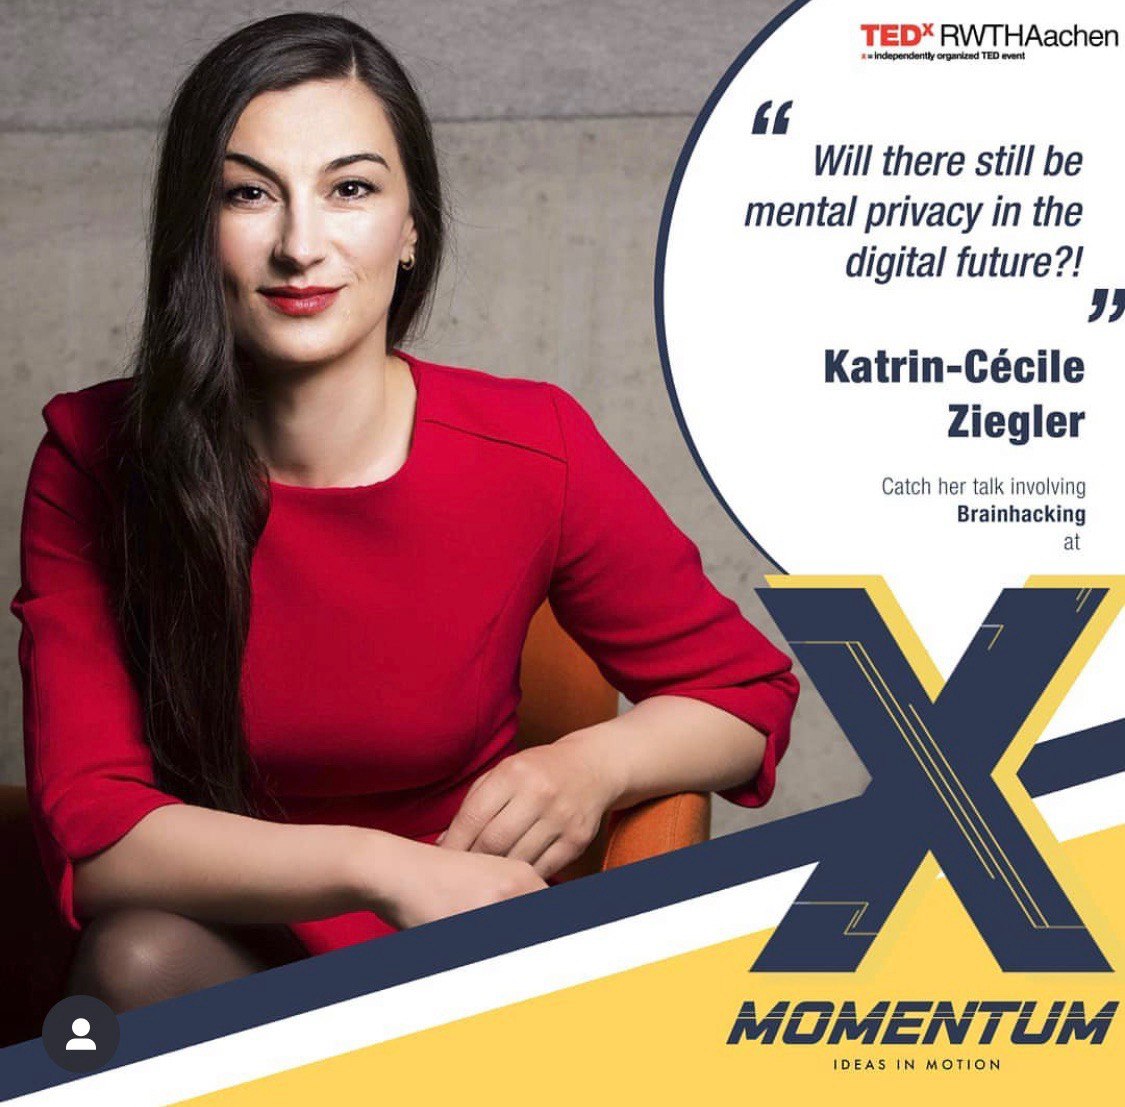 TEDx RWTHAachen
x = independently organized TED event
“
Will there still be
mental privacy in the
digital future?!
”
Katrin-Cécile
Ziegler
Catch her talk involving
Brainhacking
at
X
MOMENTUM
IDEAS IN MOTION